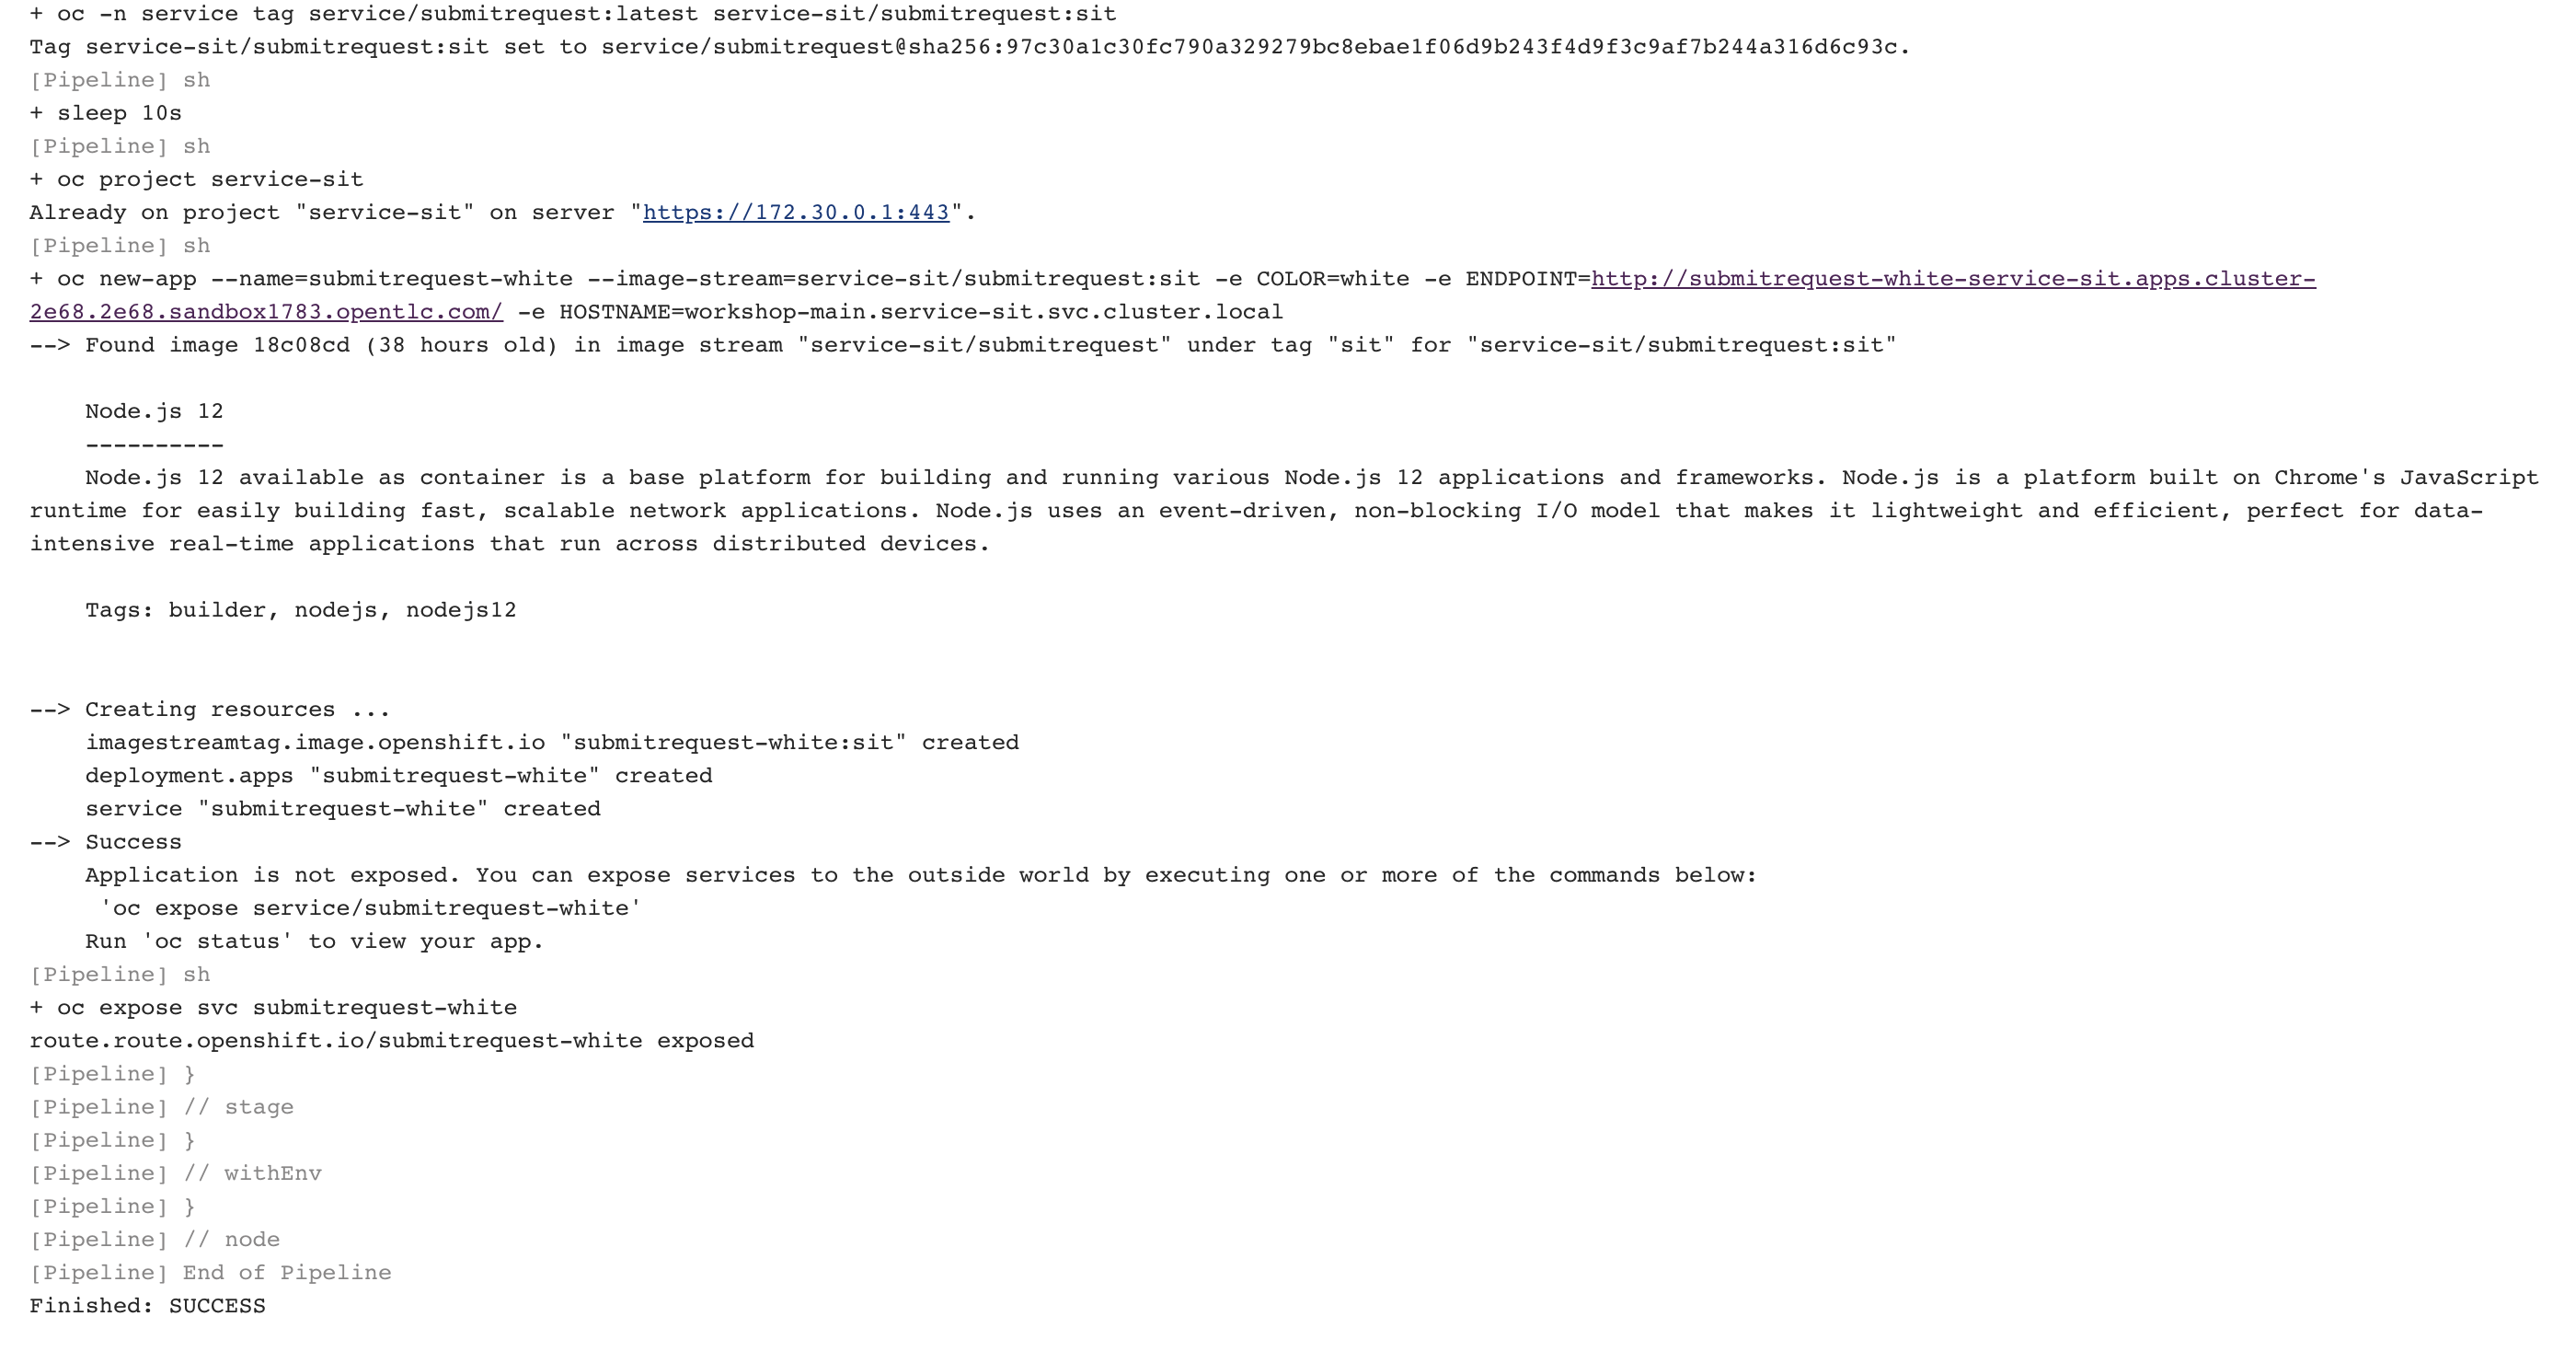 + oc -n service tag service/submitrequest:latest service-sit/submitrequest:sit
Tag service-sit/submitrequest:sit set to service/submitrequest@sha256:97c30a1c30fc790a329279bc8ebae1f06d9b243f4d9f3c9af7b244a316d6c93c.
[Pipeline] sh
+ sleep 10s
[Pipeline] sh
+ oc project service-sit
Already on project "service-sit" on server "https://172.30.0.1:443".
[Pipeline] sh
+ oc new-app --name=submitrequest-white --image-stream=service-sit/submitrequest:sit -e COLOR=white -e ENDPOINT=http://submitrequest-white-service-sit.apps.cluster-
2e68.2e68.sandbox1783.opentlc.com/ -e HOSTNAME=workshop-main.service-sit.svc.cluster.local
--> Found image 18c08cd (38 hours old) in image stream "service-sit/submitrequest" under tag "sit" for "service-sit/submitrequest:sit"
Node.js 12
----------
Node.js 12 available as container is a base platform for building and running various Node.js 12 applications and frameworks. Node.js is a platform built on Chrome's JavaScript
runtime for easily building fast, scalable network applications. Node.js uses an event-driven, non-blocking I/O model that makes it lightweight and efficient, perfect for data-
intensive real-time applications that run across distributed devices.
Tags: builder, nodejs, nodejs12
--> Creating resources ...
imagestreamtag.image.openshift.io "submitrequest-white:sit" created
deployment.apps "submitrequest-white" created
service "submitrequest-white" created
--> Success
Application is not exposed. You can expose services to the outside world by executing one or more of the commands below:
'oc expose service/submitrequest-white'
Run 'oc status' to view your app.
[Pipeline] sh
+ oc expose svc submitrequest-white
route.route.openshift.io/submitrequest-white exposed
[Pipeline] }
[Pipeline] // stage
[Pipeline] }
[Pipeline] // withEnv
[Pipeline] }
[Pipeline] // node
[Pipeline] End of Pipeline
Finished: SUCCESS